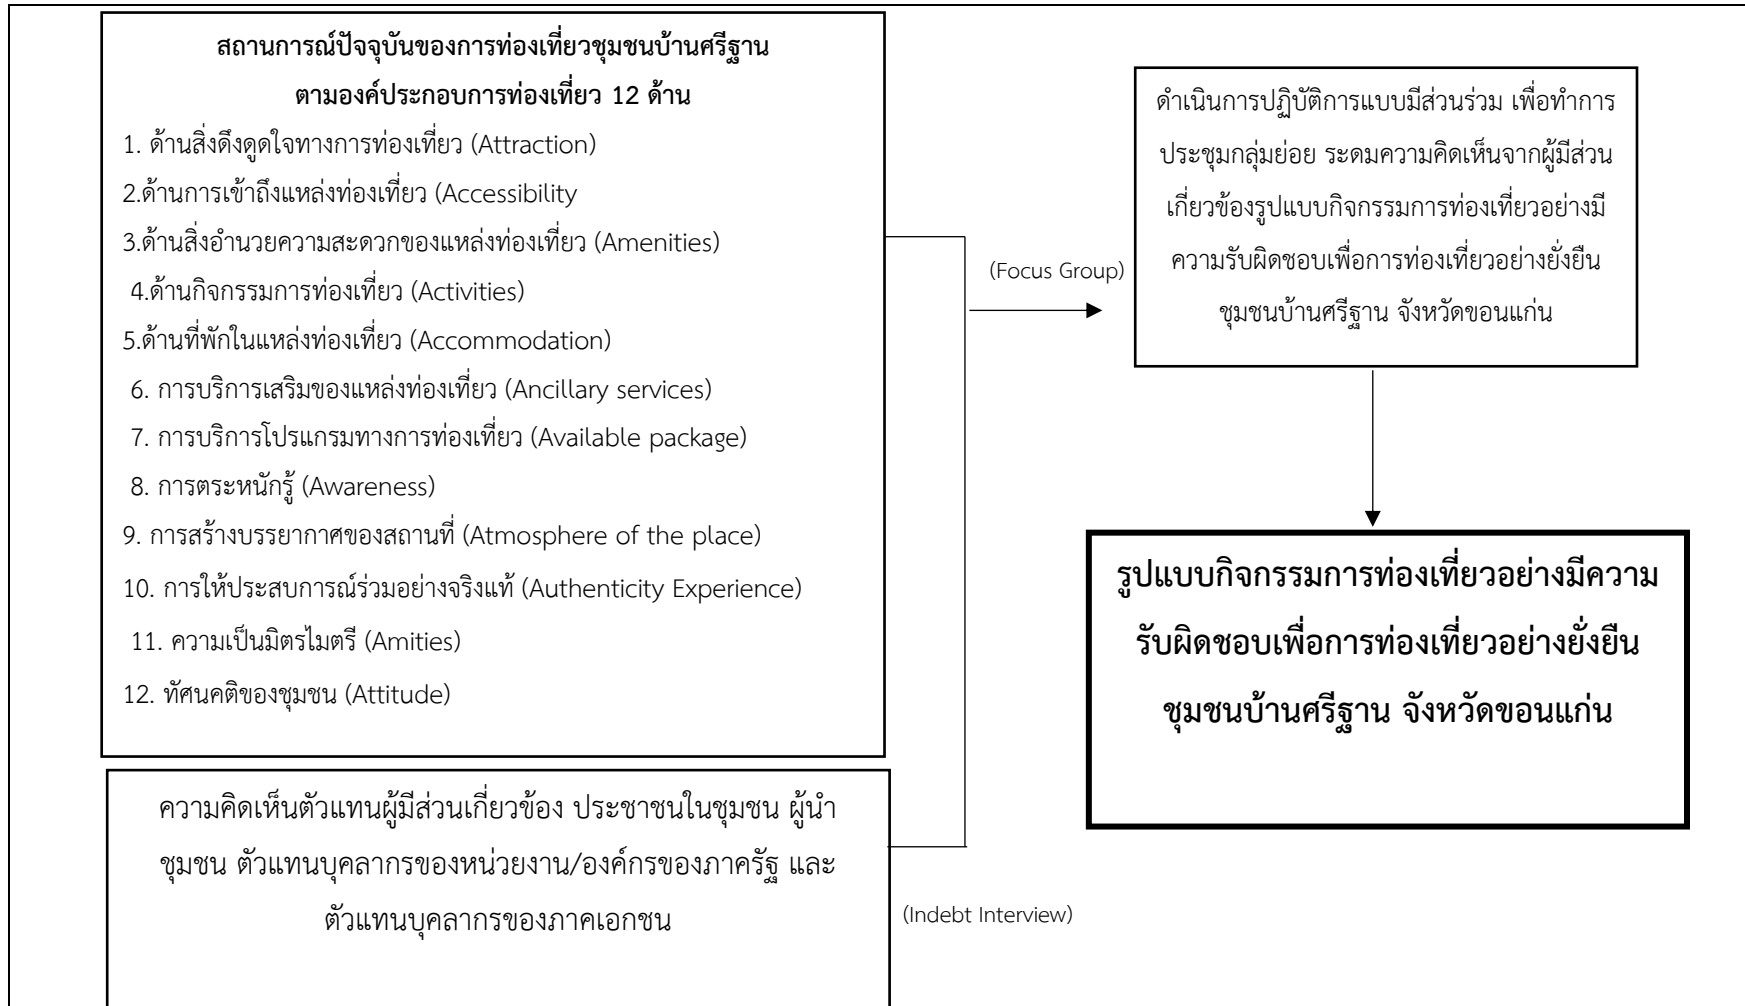 สถานการณ์ปัจจุบันของการท่องเที่ยวชุมชนบ้านศรีฐาน
ตามองค์ประกอบการท่องเที่ยว 12 ด้าน
1. ด้านสิ่งดึงดูดใจทางการท่องเที่ยว (Attraction)
2.ด้านการเข้าถึงแหล่งท่องเที่ยว (Accessibility
3.ด้านสิ่งอำนวยความสะดวกของแหล่งท่องเที่ยว (Amenities)
4.ด้านกิจกรรมการท่องเที่ยว (Activities)
5.ด้านที่พักในแหล่งท่องเที่ยว (Accommodation)
6. การบริการเสริมของแหล่งท่องเที่ยว (Ancillary services)
7. การบริการโปรแกรมทางการท่องเที่ยว (Available package)
8. การตระหนักรู้ (Awareness)
9. การสร้างบรรยากาศของสถานที่ (Atmosphere of the place)
10. การให้ประสบการณ์ร่วมอย่างจริงแท้ (Authenticity Experience)
11. ความเป็นมิตรไมตรี (Amities)
12. ทัศนคติของชุมชน (Attitude)
ความคิดเห็นตัวแทนผู้มีส่วนเกี่ยวข้อง ประชาชนในชุมชน ผู้นำ
ชุมชน ตัวแทนบุคลากรของหน่วยงาน/องค์กรของภาครัฐ และ
ตัวแทนบุคลากรของภาคเอกชน
(Indebt Interview)
(Focus Group)
ดำเนินการปฏิบัติการแบบมีส่วนร่วม เพื่อทำการ
ประชุมกลุ่มย่อย ระดมความคิดเห็นจากผู้มีส่วน
เกี่ยวข้องรูปแบบกิจกรรมการท่องเที่ยวอย่างมี
ความรับผิดชอบเพื่อการท่องเที่ยวอย่างยั่งยืน
ชุมชนบ้านศรีฐาน จังหวัดขอนแก่น
รูปแบบกิจกรรมการท่องเที่ยวอย่างมีความ
รับผิดชอบเพื่อการท่องเที่ยวอย่างยั่งยืน
ชุมชนบ้านศรีฐาน จังหวัดขอนแก่น